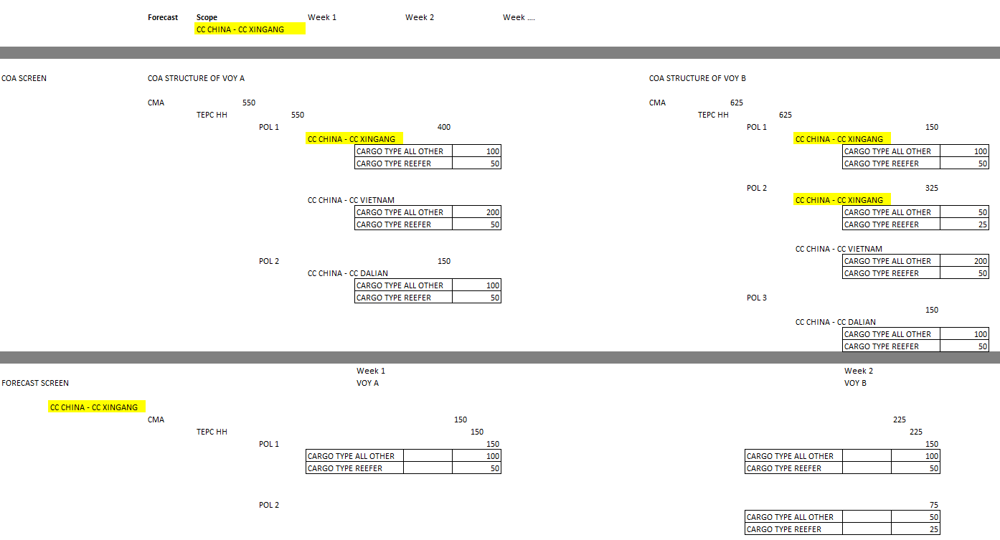 Forecast Scope Week 1 Week 2 Week ....
CC CHINA - CC XINGANG
COA SCREEN COA STRUCTURE OF VOY A COA STRUCTURE OF VOY B
CMA 550 CMA 625
TEPC HH 550 TEPC HH 625
POL 1 400 POL 1 150
CC CHINA - CC XINGANG CC CHINA - CC XINGANG
CARGO TYPE ALL OTHER 100 CARGO TYPE ALL OTHER 100
CARGO TYPE REEFER 50 CARGO TYPE REEFER 50
POL 2 325
CC CHINA - CC VIETNAM CC CHINA - CC XINGANG
CARGO TYPE ALL OTHER 200 CARGO TYPE ALL OTHER 50
CARGO TYPE REEFER 50 CARGO TYPE REEFER 25
CC CHINA - CC VIETNAM
POL 2 150 CARGO TYPE ALL OTHER 200
CC CHINA - CC DALIAN CARGO TYPE REEFER 50
CARGO TYPE ALL OTHER 100
CARGO TYPE REEFER 50 POL 3
150
CC CHINA - CC DALIAN
CARGO TYPE ALL OTHER 100
CARGO TYPE REEFER 50
Week 1 Week 2
FORECAST SCREEN VOY A VOY B
CC CHINA - CC XINGANG
CMA 150 225
TEPC HH 150 225
POL 1 150 150
CARGO TYPE ALL OTHER 100 CARGO TYPE ALL OTHER 100
CARGO TYPE REEFER 50 CARGO TYPE REEFER 50
POL 2 75
CARGO TYPE ALL OTHER 50
CARGO TYPE REEFER 25